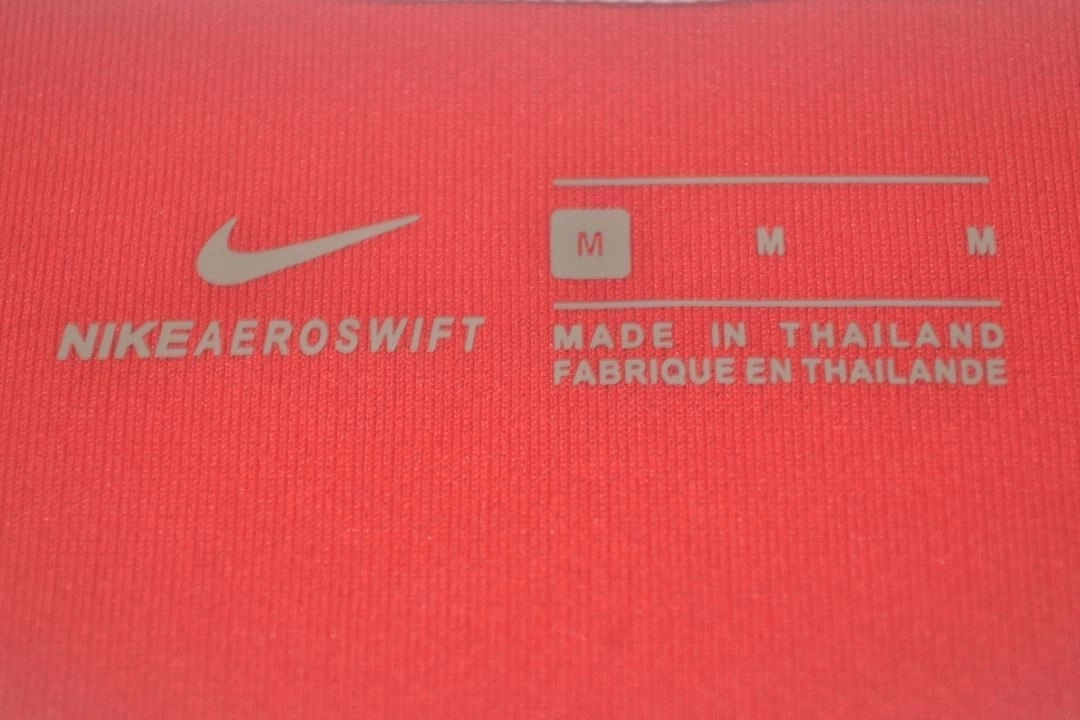 NIKEAEROSWIFT
M M M
MADE IN THAILAND
FABRIQUE EN THAILANDE